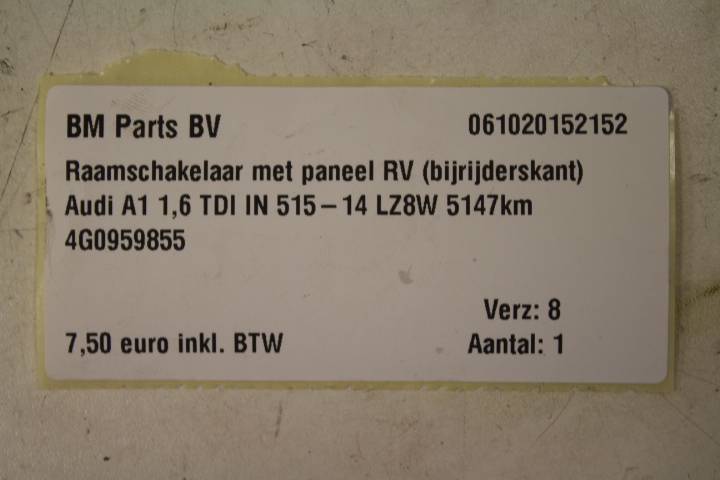 BM Parts BV 061020152152
Raamschakelaar met paneel RV (bijrijderskant)
Audi A1 1,6 TDI IN 515-14 LZ8W 5147km
4G0959855
Verz: 8
7,50 euro inkl. BTW Aantal: 1